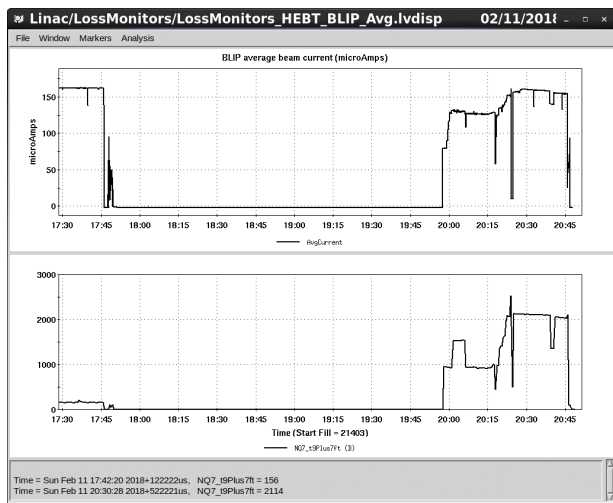 Linac/LossMonitors/LossMonitors_HEBT_BLIP_Avg.lvdisp 02/11/2018
File Window Markers Analysis
BLIP average beam current (microAmps)
microAmps
150
100
50
0
17:30 17:45 18:00 18:15 18:30 18:45 19:00 19:15 19:30 19:45 20:00 20:15 20:30 20:45
AvgCurrent
3000
2000
1000
0
17:30 17:45 18:00 18:15 18:30 18:45 19:00 19:15 19:30 19:45 20:00 20:15 20:30 20:45
Time (Start Fill = 21403)
NQ7_t9Plus7ft (D)
Time = Sun Feb 11 17:42:20 2018+122222us, NQ7_t9Plus7ft = 156
Time = Sun Feb 11 20:30:28 2018+522221us, NQ7_t9Plus7ft = 2114